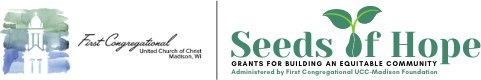 First Congregational
United Church of Christ
Madison, WI
Seeds of Hope
GRANTS FOR BUILDING AN EQUITABLE COMMUNITY
Administered by First Congregational UCC-Madison Foundation